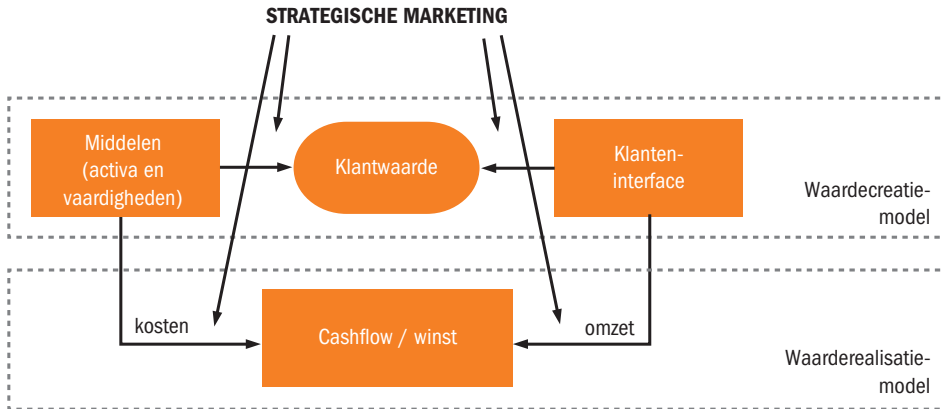 STRATEGISCHE MARKETING
Middelen
(activa en
vaardigheden)
Klantwaarde
Klanten-
interface
Waardecreatie-
model
kosten
Cashflow / winst
omzet
Waarderealisatie-
model